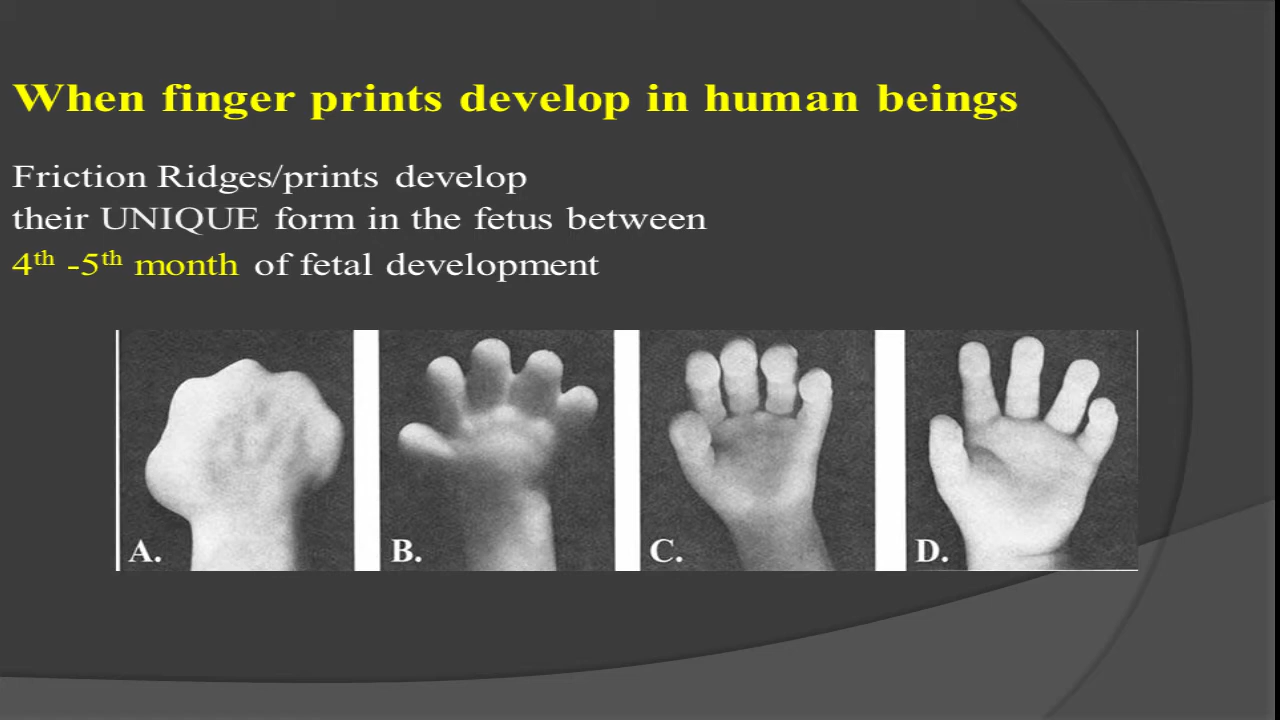 When finger prints develop in human beings
Friction Ridges/prints develop
their UNIQUE form in the fetus between
4th -5th month of fetal development
A. B. C. D.